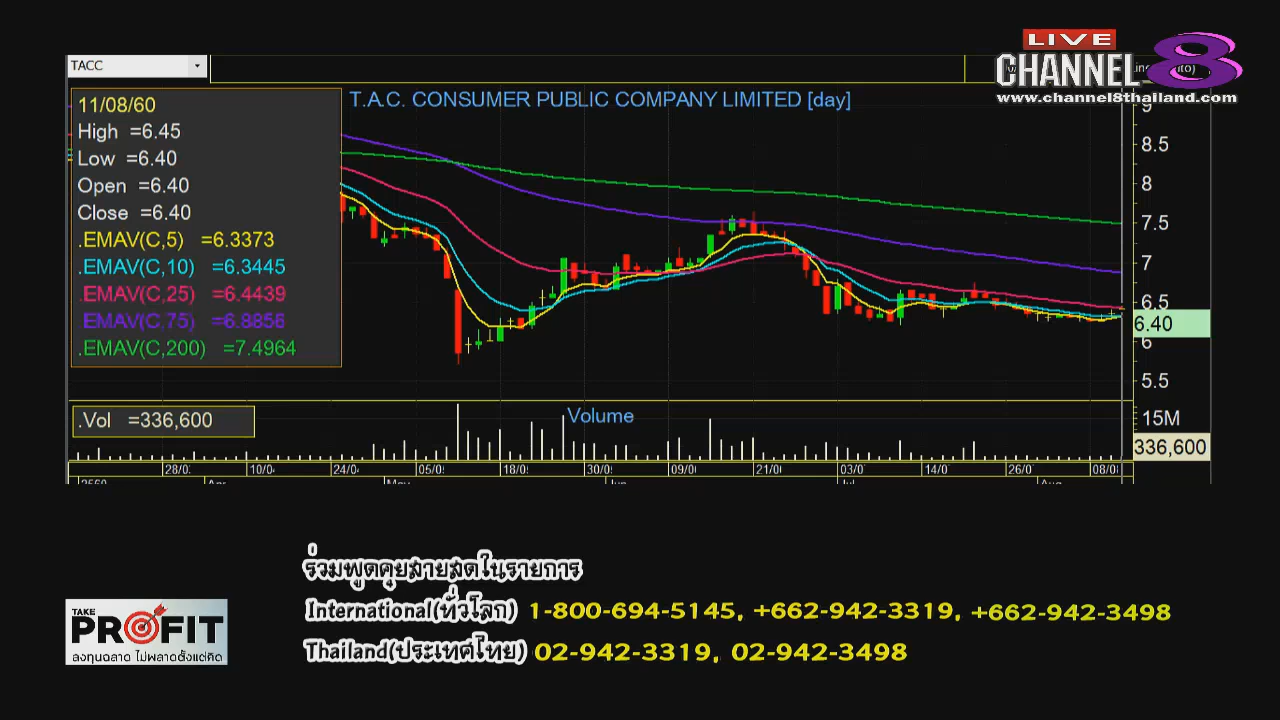 LIVE
CHANNEL 8
www.channel8thailand.com
TACC
T.A.C. CONSUMER PUBLIC COMPANY LIMITED [day]
11/08/60
High =6.45
Low =6.40
Open =6.40
Close =6.40
.EMAV(C,5) =6.3373
.EMAV(C,10) =6.3445
.EMAV(C,25) =6.4439
.EMAV(C,75) =6.8856
.EMAV(C,200) =7.4964
9
8.5
8
7.5
7
6.5
6.40
6
5.5
.Vol =336,600
Volume
15M
336,600
28/0 10/0 24/0 05/0 18/0 30/0 09/0 21/0 03/0 14/0 26/0 08/0
2560 Apr May Jun Jul Aug
ร่วมพูดคุยสายสดในรายการ
International(ทั่วโลก) 1-800-694-5145, +662-942-3319, +662-942-3498
Thailand(ประเทศไทย) 02-942-3319, 02-942-3498
TAKE
PROFIT
ลงทุนฉลาด ไม่พลาดตั้งแต่คิด